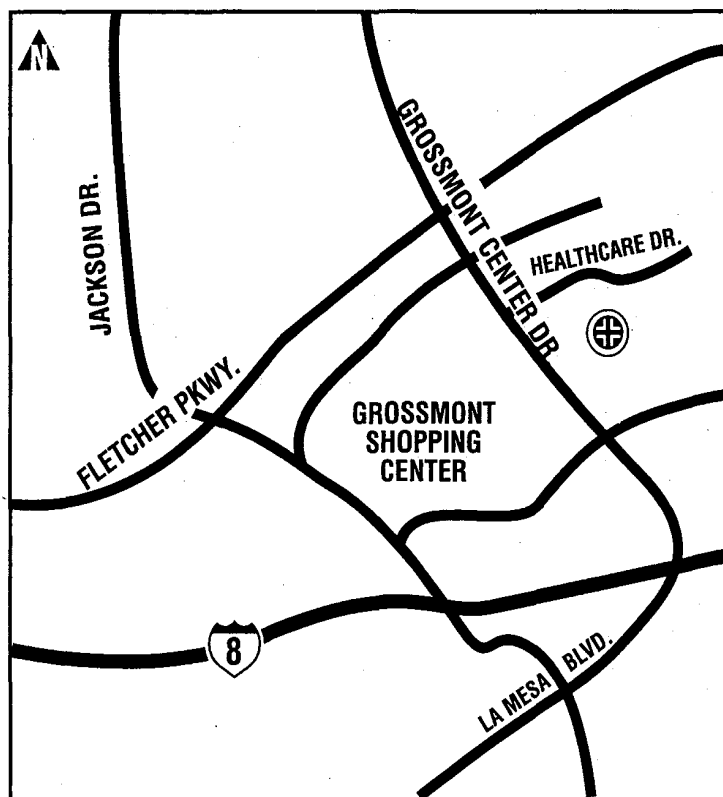 N
JACKSON DR.
GROSSMONT CENTER DR.
HEALTHCARE DR.
FLETCHER PKWY.
GROSSMONT
SHOPPING
CENTER
8
LA MESA BLVD.